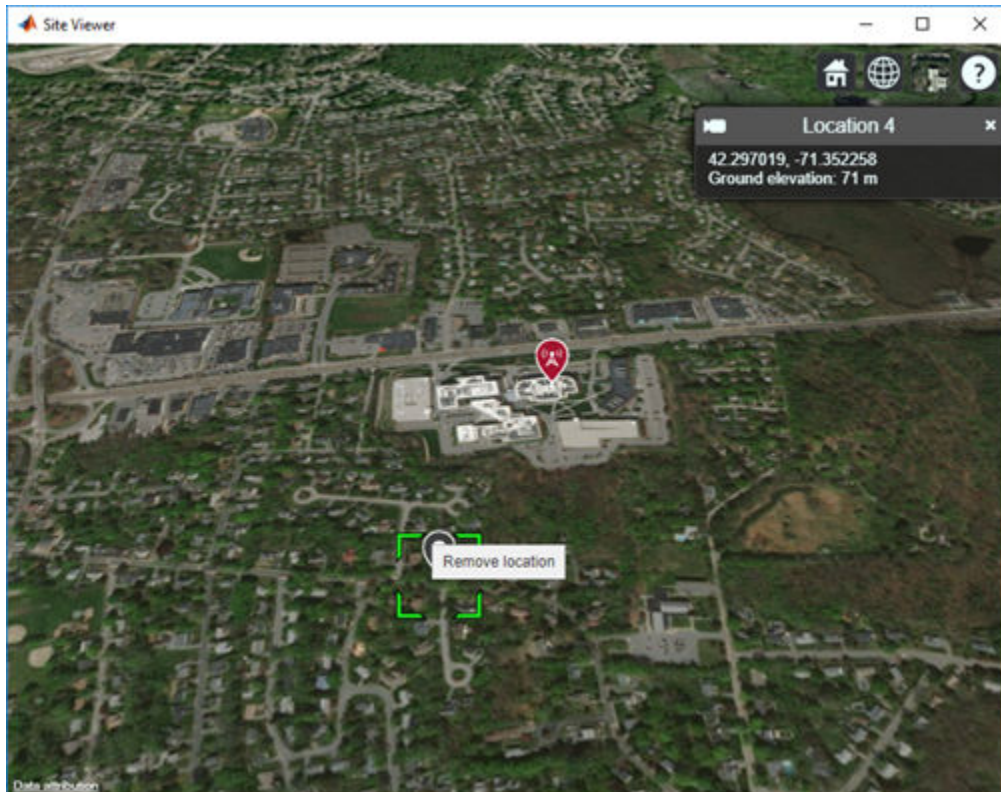 Site Viewer
?
Location 4
42.297019, -71.352258
Ground elevation: 71 m
Remove location
Data attribution